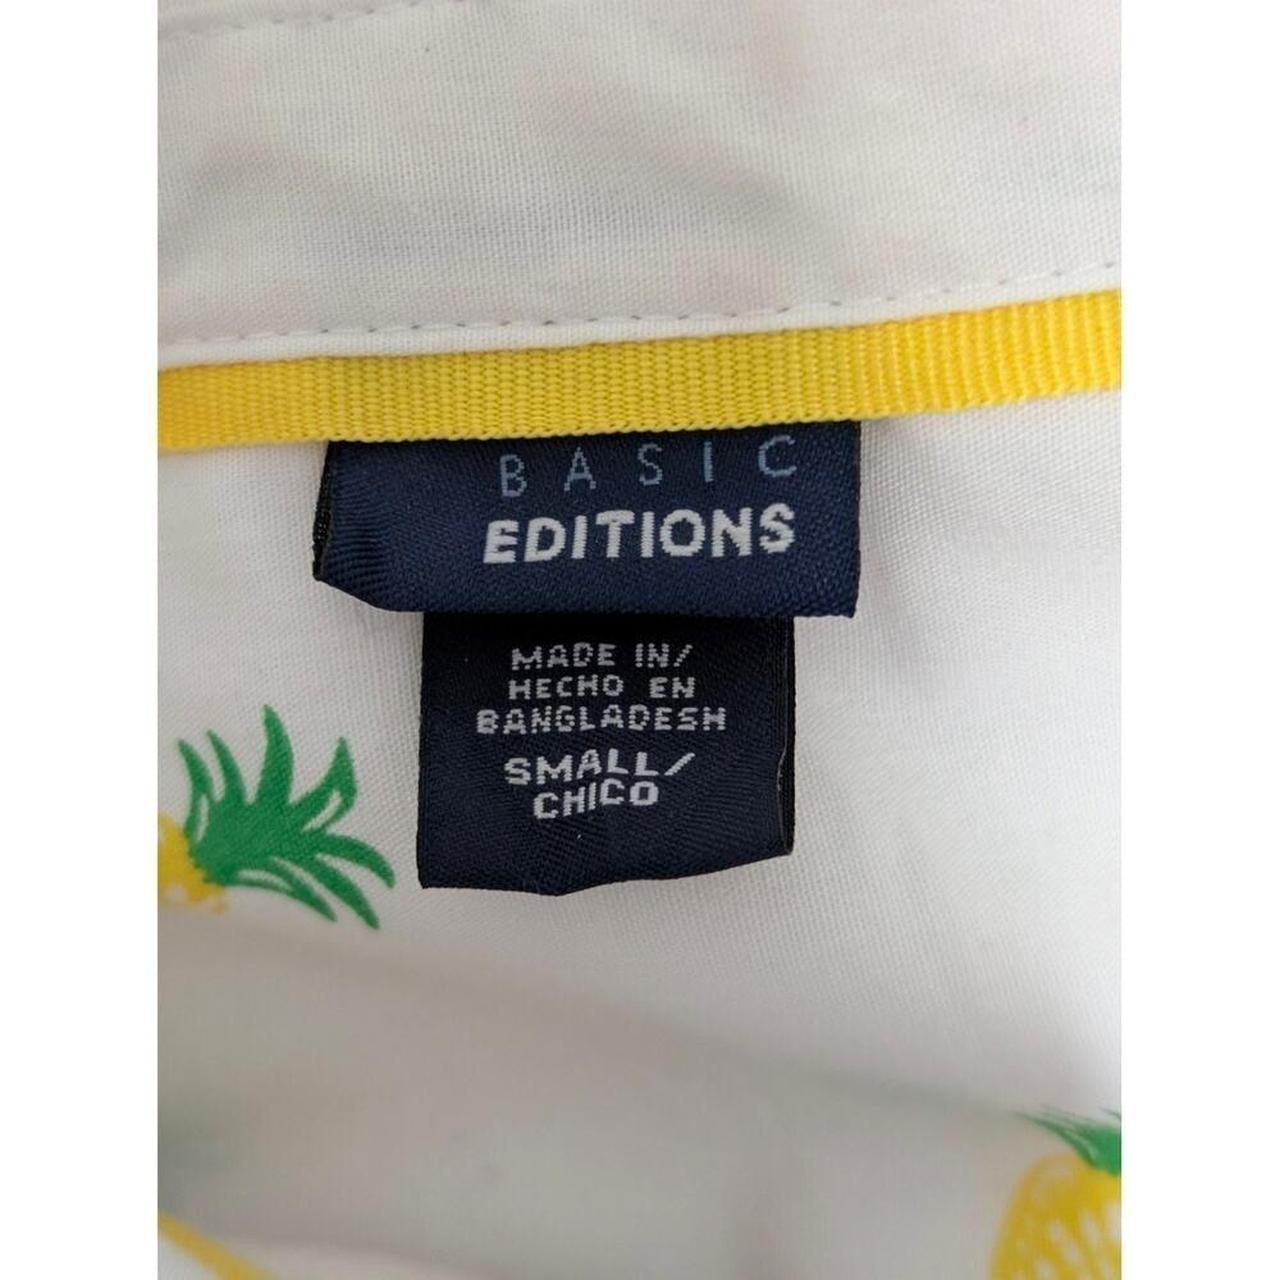 BASIC
EDITIONS
MADE IN/
HECHO EN
BANGLADESH
SMALL/
CHICO